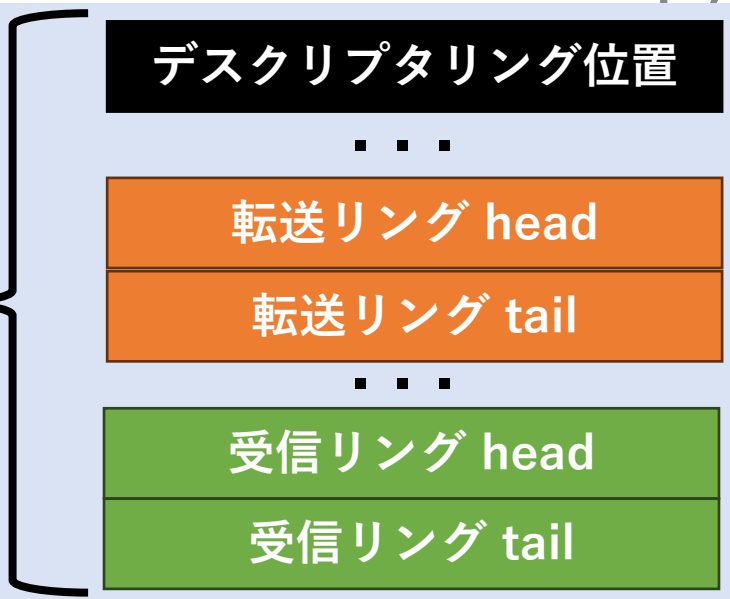 デスクリプタリング位置
...
転送リング head
転送リング tail
...
受信リング head
受信リング tail